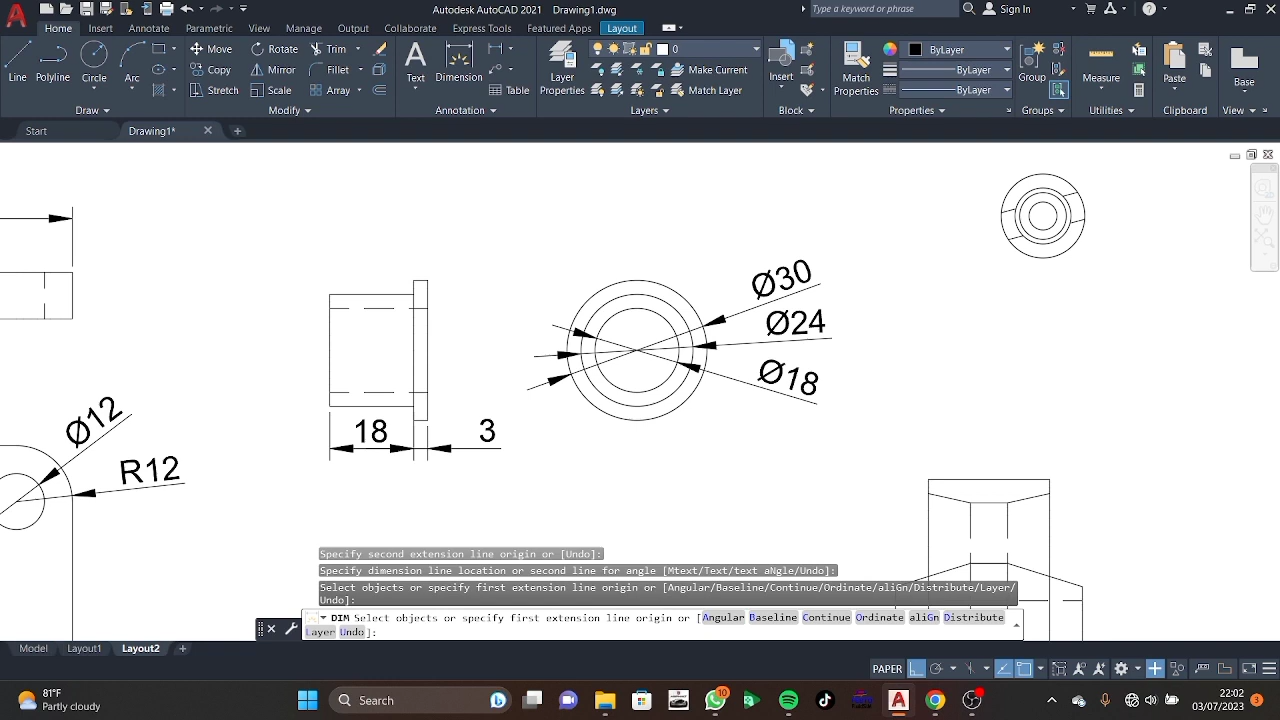 Autodesk AutoCAD 2021 Drawing1.dwg
Type a keyword or phrase
Sign In
Home Insert Annotate Parametric View Manage Output Collaborate Express Tools Featured Apps Layout
Line Polyline Circle Arc
Move Rotate Trim
Copy Mirror Fillet
Stretch Scale Array
Text Dimension Table
Layer Properties
0
Make Current
Match Layer
Insert
Match Properties
ByLayer
ByLayer
ByLayer
Group
Measure
Paste
Base
Draw Modify Annotation Layers Block Properties Groups Utilities Clipboard View
Start Drawing1*
Ø30
Ø24
Ø18
Ø12
R12
18
3
Specify second extension line origin or [Undo]:
Specify dimension line location or second line for angle [Mtext/Text/text aNgle/Undo]:
Select objects or specify first extension line origin or [Angular/Baseline/Continue/Ordinate/aliGn/Distribute/Layer/
Undo]:
DIM Select objects or specify first extension line origin or [Angular Baseline Continue Ordinate aliGn Distribute
Layer Undo]:
Model Layout1 Layout2
PAPER
81°F
Partly cloudy
Search
10
22:02
03/07/2023
3